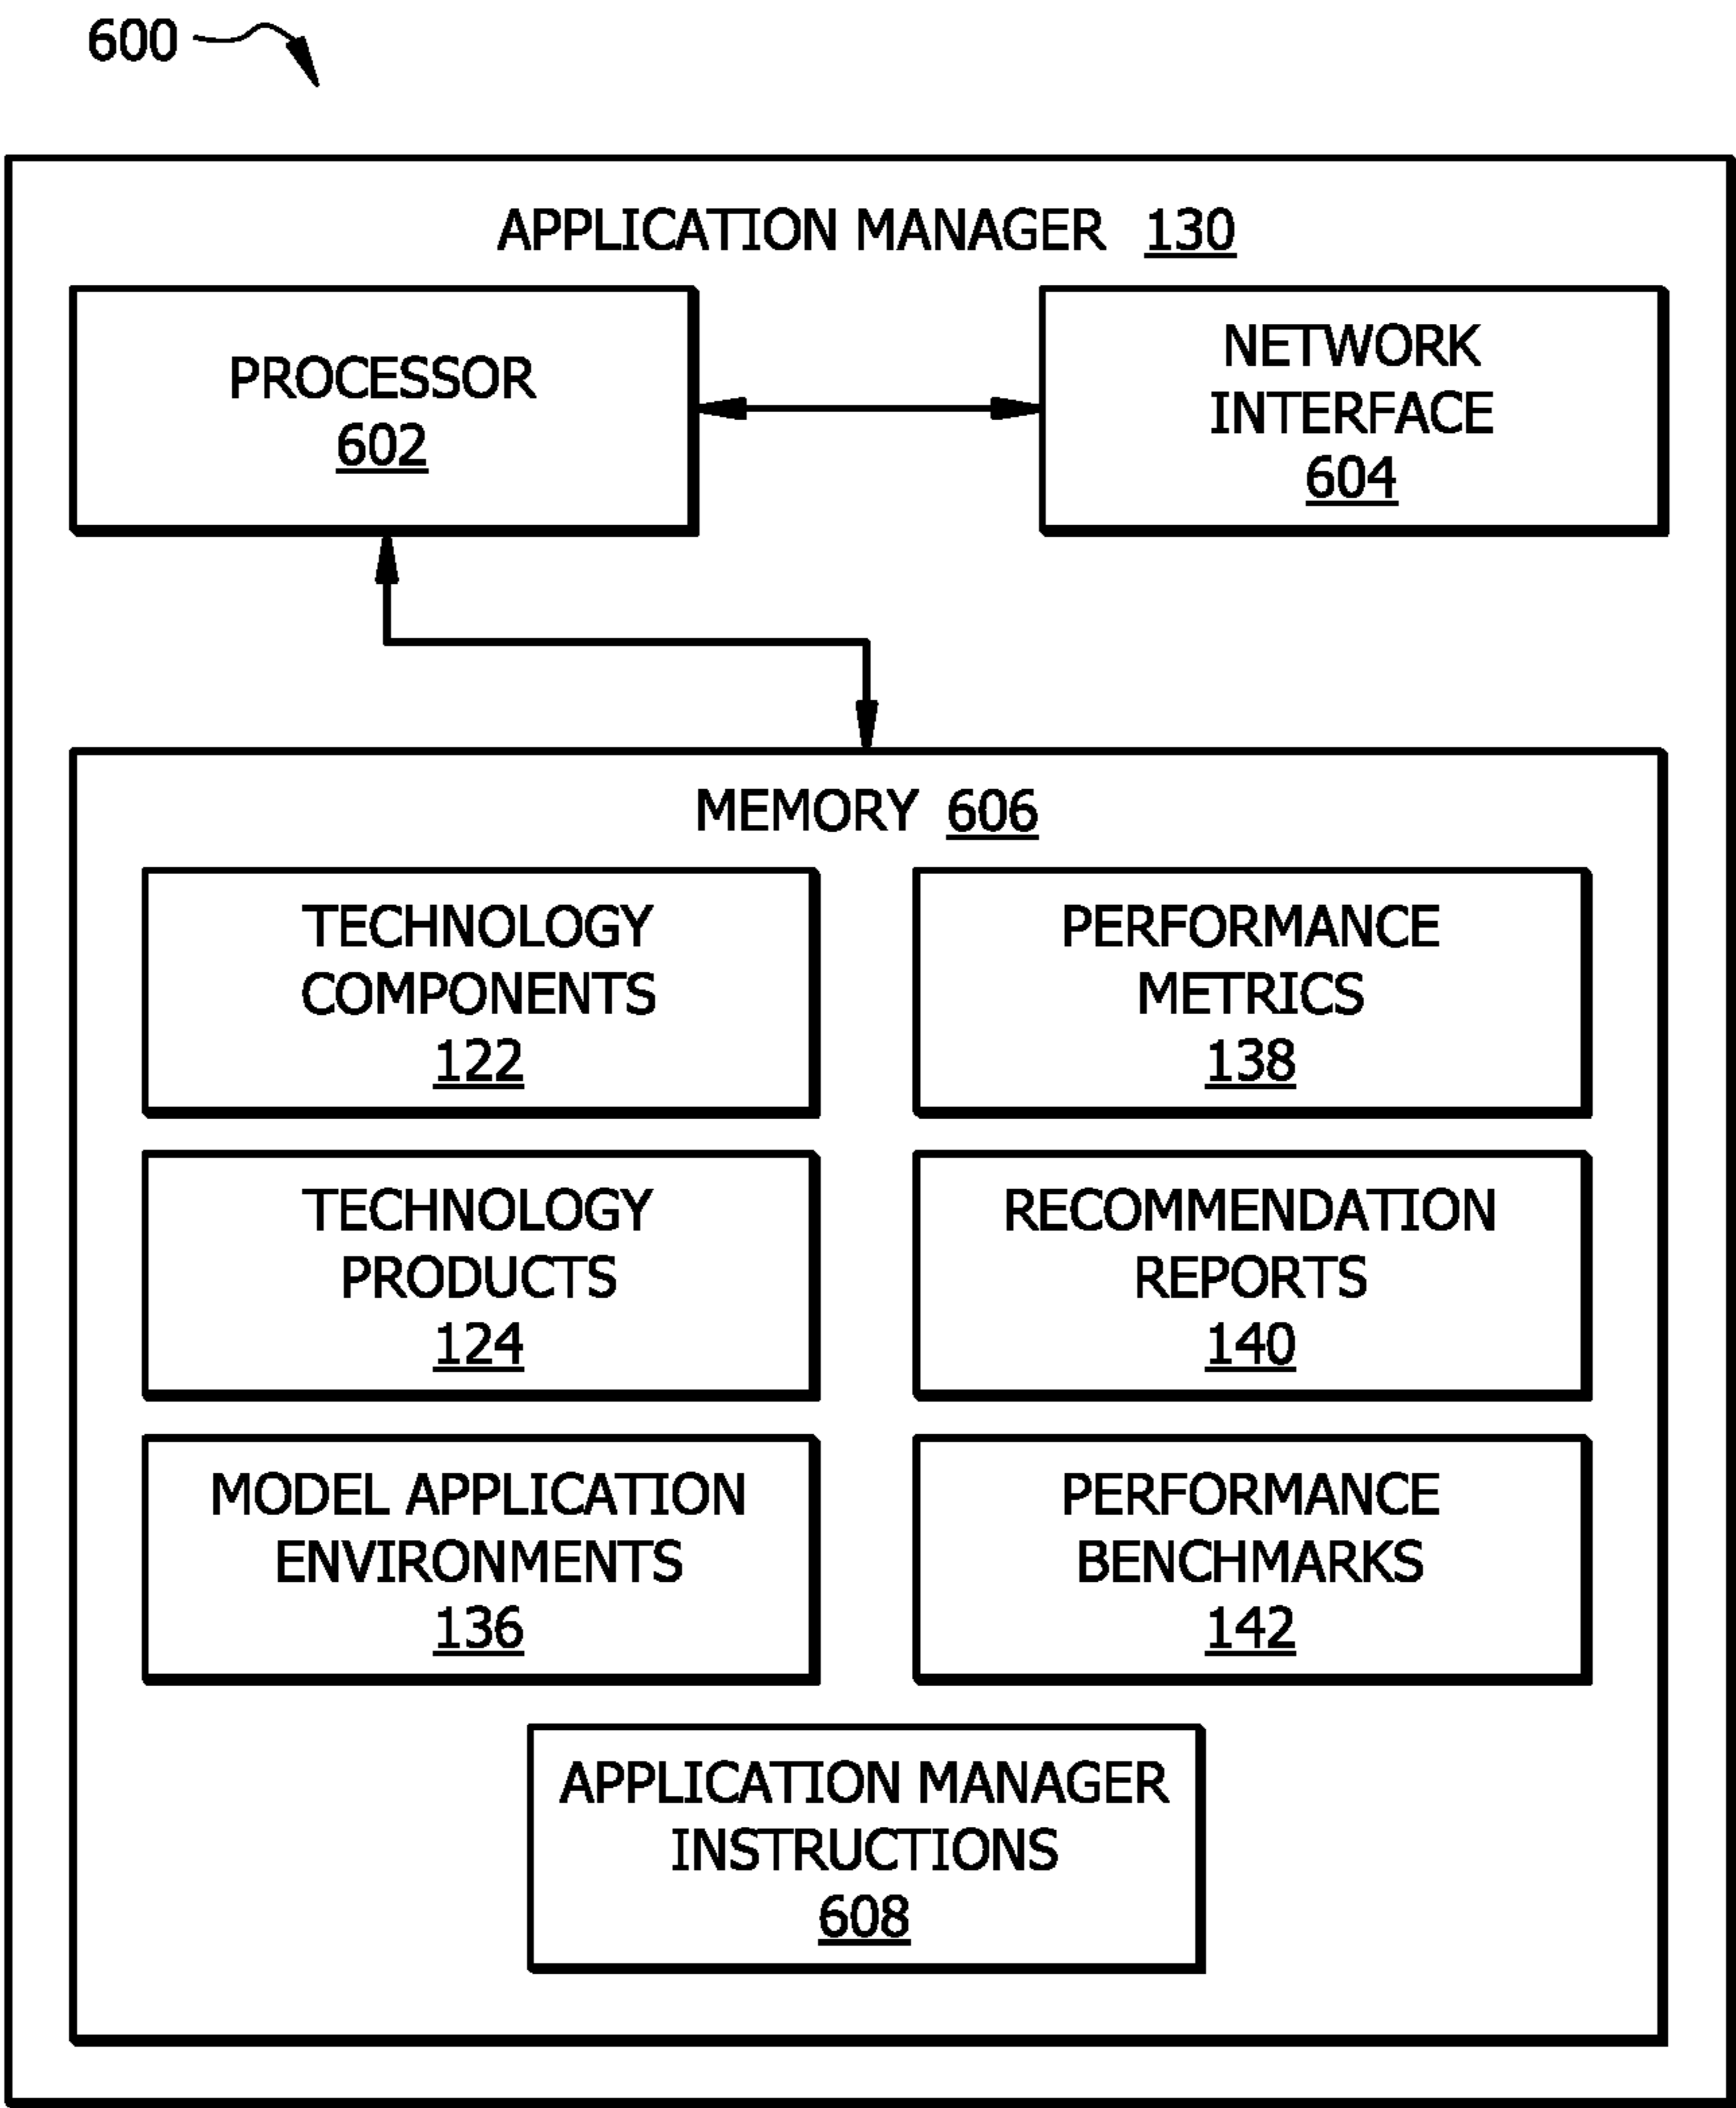 600
APPLICATION MANAGER 130
PROCESSOR
602
NETWORK
INTERFACE
604
MEMORY 606
TECHNOLOGY
COMPONENTS
122
PERFORMANCE
METRICS
138
TECHNOLOGY
PRODUCTS
124
RECOMMENDATION
REPORTS
140
MODEL APPLICATION
ENVIRONMENTS
136
PERFORMANCE
BENCHMARKS
142
APPLICATION MANAGER
INSTRUCTIONS
608